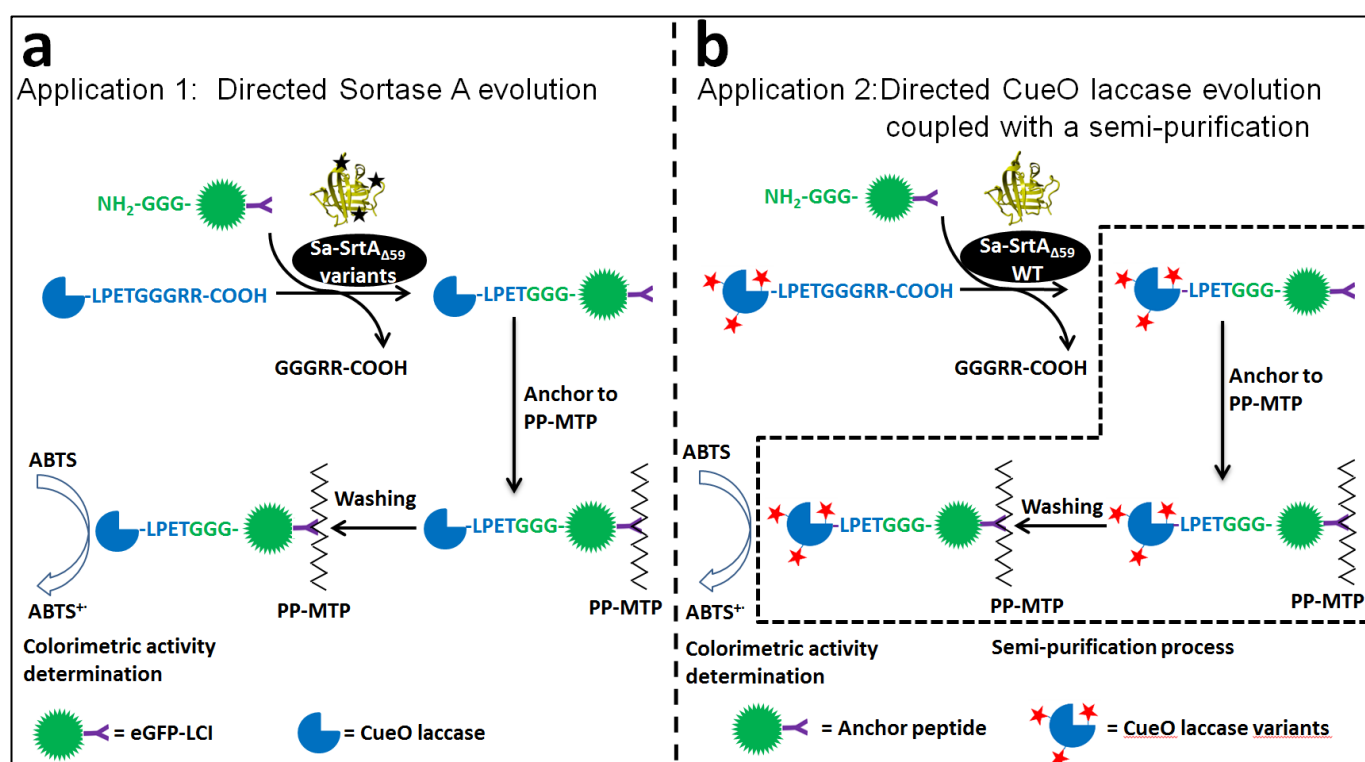 a
Application 1: Directed Sortase A evolution
NH2-GGG-
Sa-SrtAΔ59
variants
-LPETGGGRR-COOH
-LPETGGG-
GGGRR-COOH
Anchor to
PP-MTP
ABTS
Washing
-LPETGGG-
-LPETGGG-
ABTS+·
PP-MTP
PP-MTP
Colorimetric activity
determination
= eGFP-LCI
= CueO laccase
b
Application 2:Directed CueO laccase evolution
coupled with a semi-purification
NH2-GGG-
Sa-SrtAΔ59
WT
-LPETGGGRR-COOH
-LPETGGG-
GGGRR-COOH
Anchor to
PP-MTP
ABTS
Washing
-LPETGGG-
-LPETGGG-
ABTS+·
PP-MTP
PP-MTP
Colorimetric activity
determination
Semi-purification process
= Anchor peptide
= CueO laccase variants